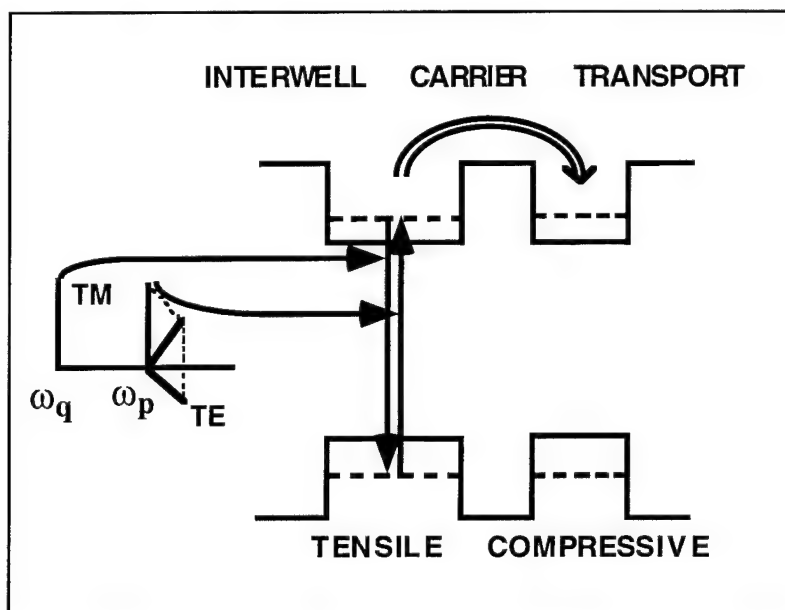 INTERWELL CARRIER TRANSPORT
TM
ωq ωp
TE
TENSILE COMPRESSIVE